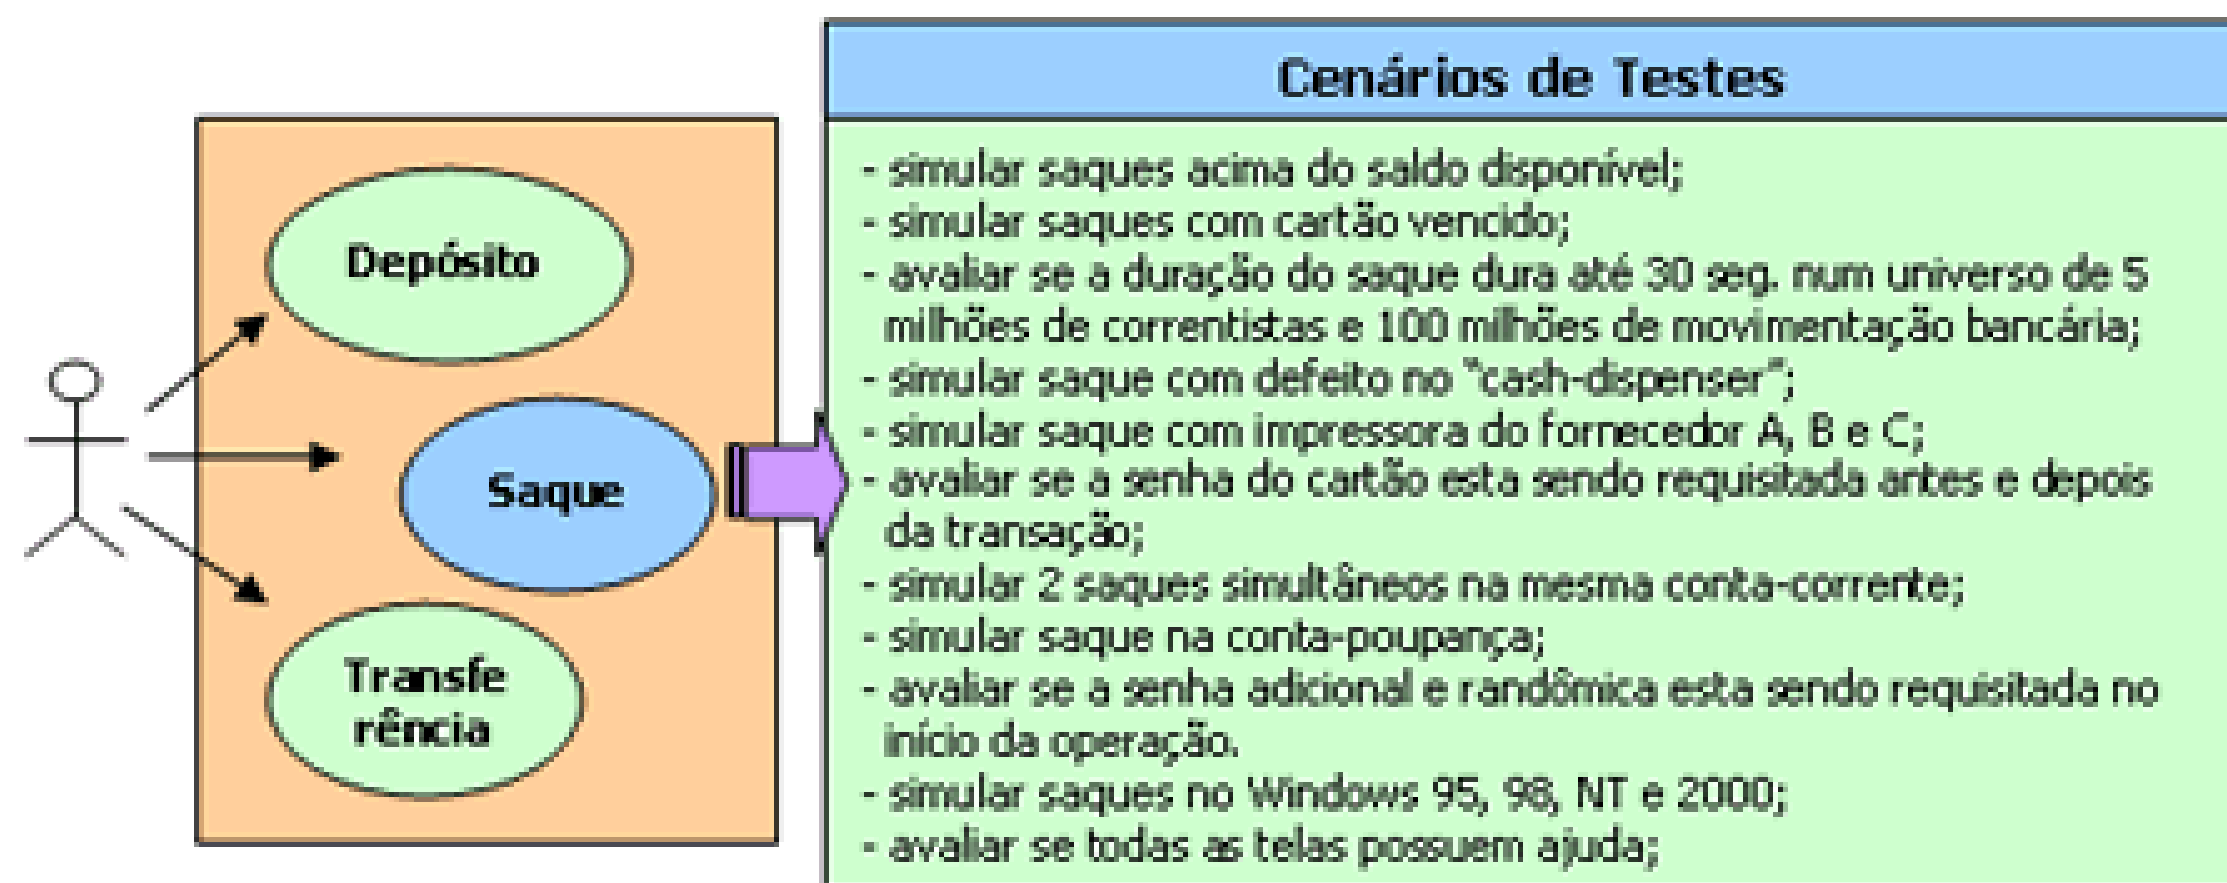 Cenários de Testes
Depósito
Saque
Transfe
rência
- simular saques acima do saldo disponível;
- simular saques com cartão vencido;
- avaliar se a duração do saque dura até 30 seg. num universo de 5
milhões de correntistas e 100 milhões de movimentação bancária;
- simular saque com defeito no "cash-dispenser";
- simular saque com impressora do fornecedor A, B e C;
- avaliar se a senha do cartão esta sendo requisitada antes e depois
da transação;
- simular 2 saques simultâneos na mesma conta-corrente;
- simular saque na conta-poupança;
- avaliar se a senha adicional e randômica esta sendo requisitada no
início da operação.
- simular saques no Windows 95, 98, NT e 2000;
- avaliar se todas as telas possuem ajuda;